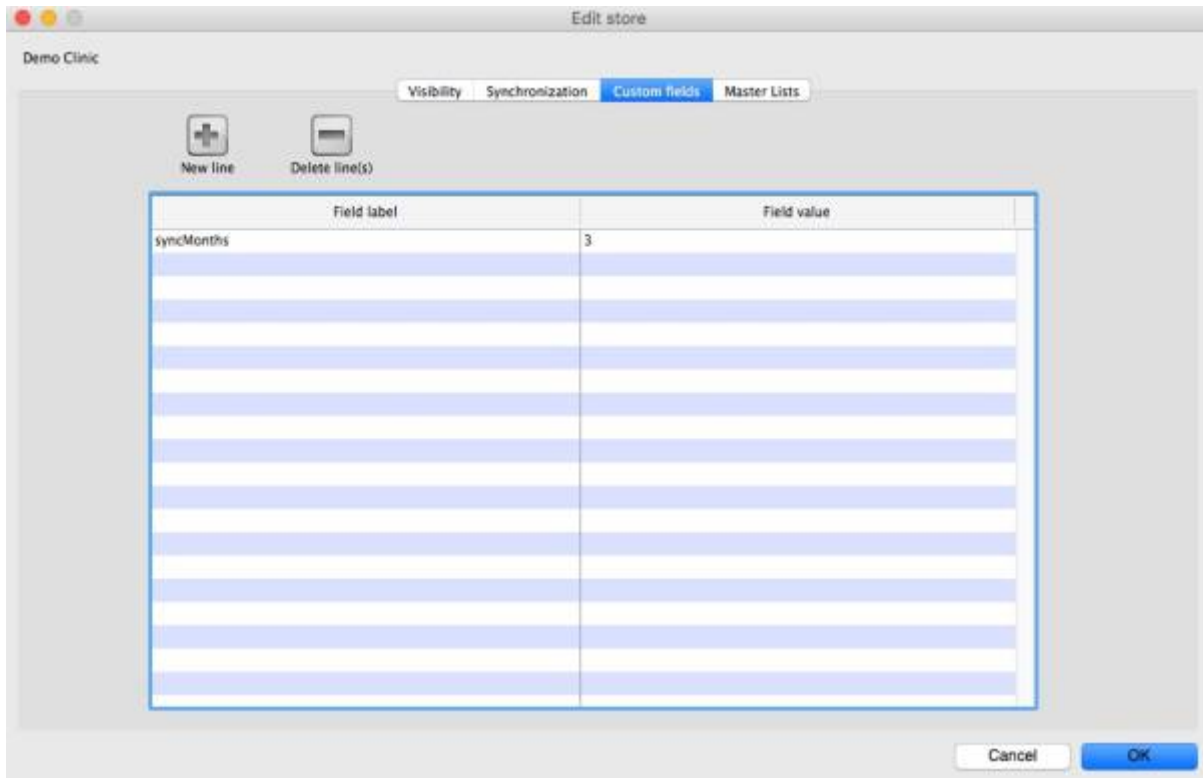 Edit store
Demo Clinic
Visibility Synchronization Custom fields Master Lists
New line Delete line(s)
Field label Field value
syncMonths 3
Cancel OK